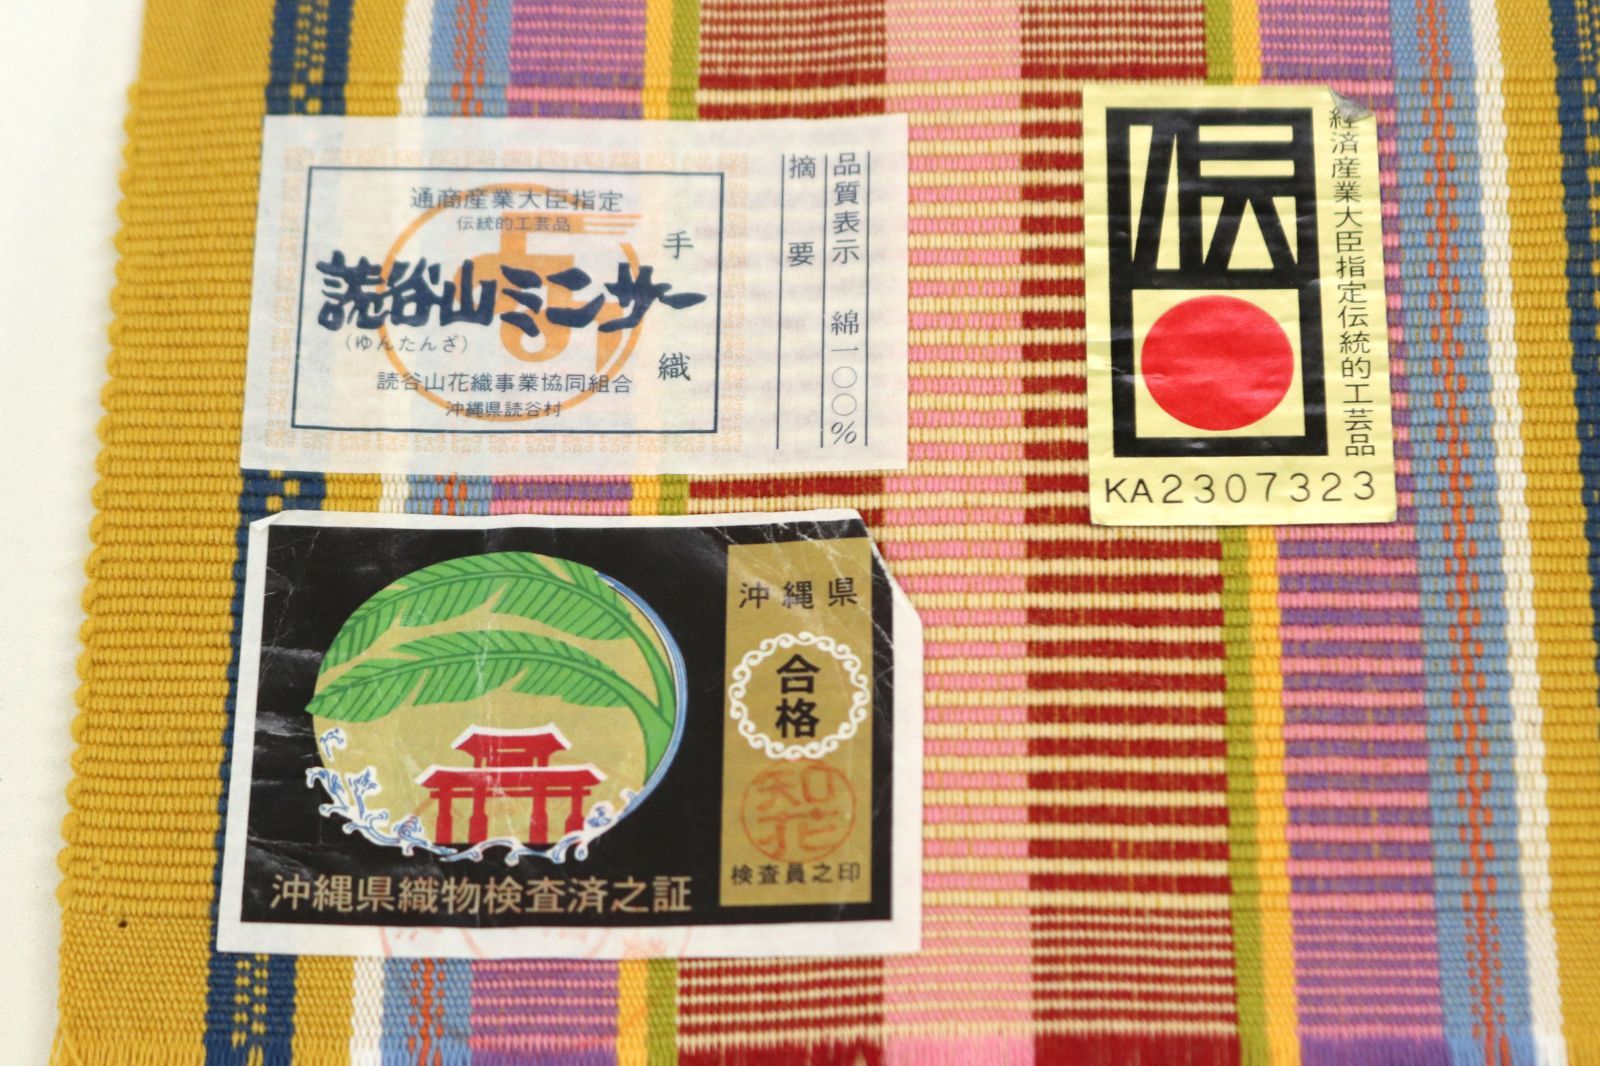 通商産業大臣指定
伝統的工芸品
読谷山ミンサー
(ゆんたんざ)
読谷山花織事業協同組合
沖縄県読谷村
手織
品質表示 綿一〇〇%
摘要
伝
経済産業大臣指定伝統的工芸品
KA2307323
沖縄県
合格
知花
検査員之印
沖縄県織物検査済之証